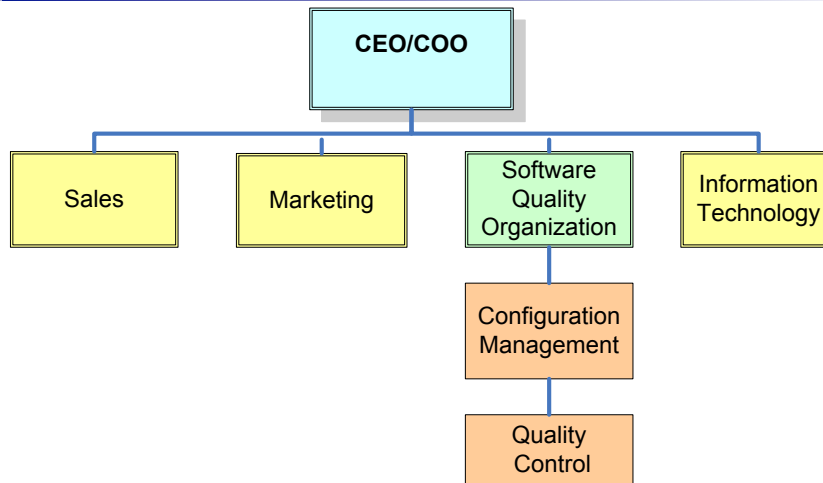 CEO/COO
Sales
Marketing
Software
Quality
Organization
Information
Technology
Configuration
Management
Quality
Control